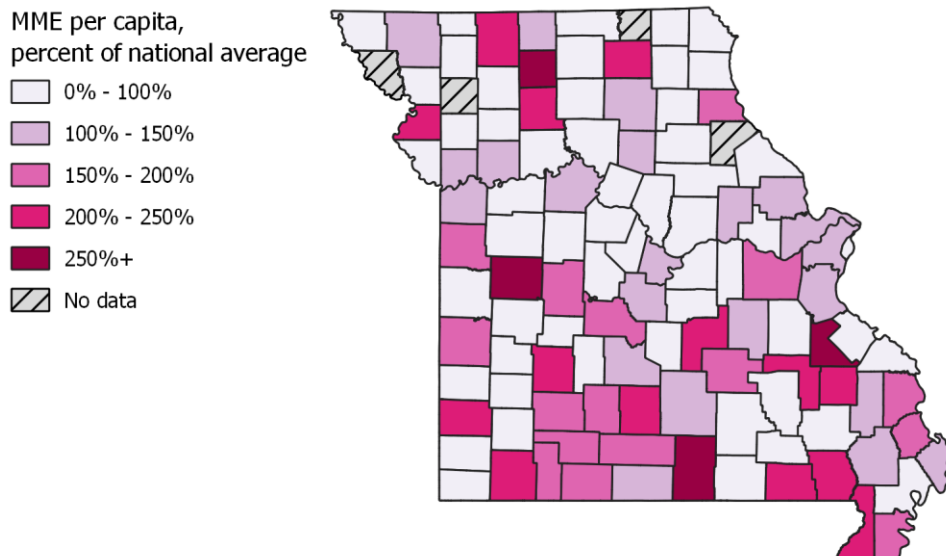 MME per capita,
percent of national average
0% - 100%
100% - 150%
150% - 200%
200% - 250%
250%+
No data